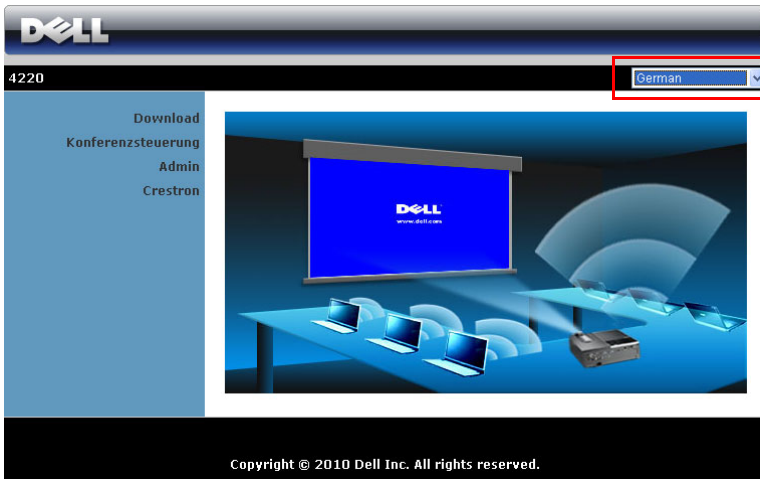 DELL
4220
German
Download
Konferenzsteuerung
Admin
Crestron
DELL
www.dell.com
Copyright © 2010 Dell Inc. All rights reserved.